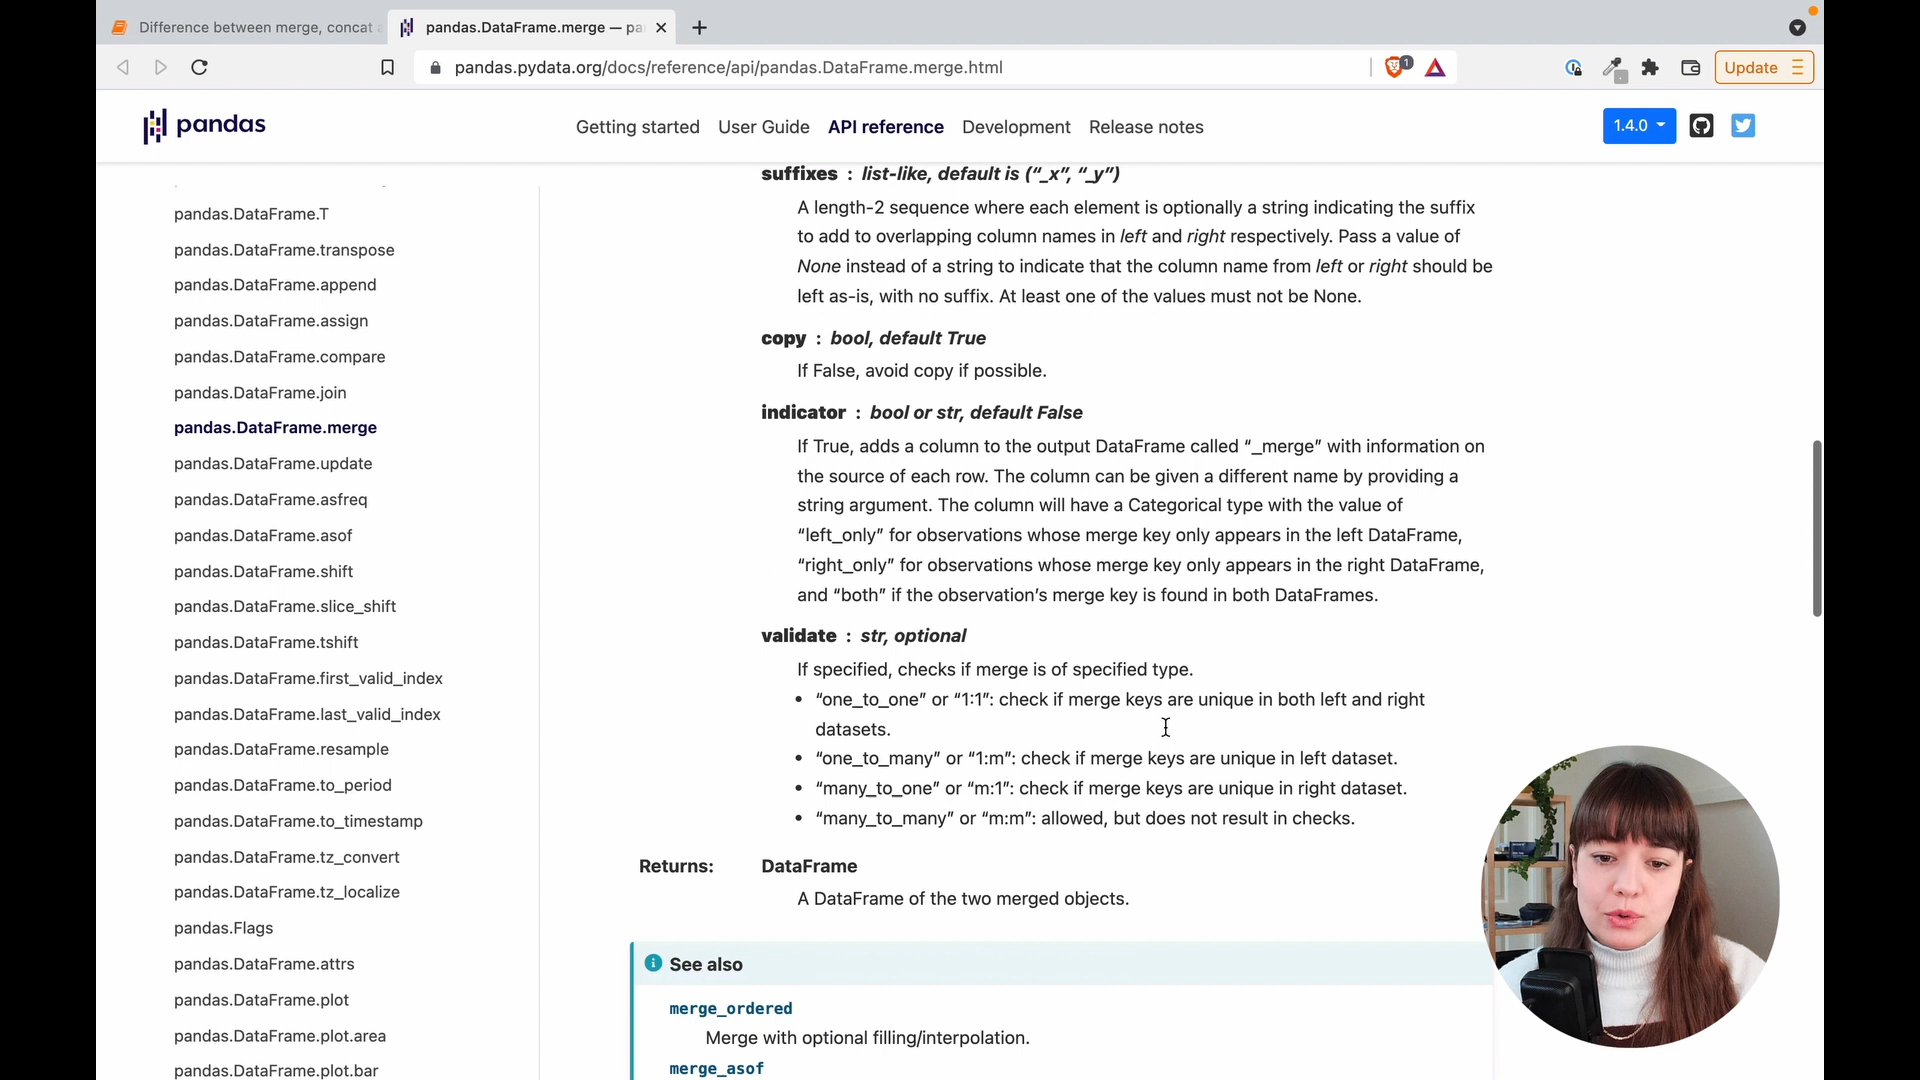 Difference between merge, concat
pandas.DataFrame.merge — pa
pandas.pydata.org/docs/reference/api/pandas.DataFrame.merge.html
1
Update
pandas
Getting started
User Guide
API reference
Development
Release notes
1.4.0
pandas.DataFrame.T
pandas.DataFrame.transpose
pandas.DataFrame.append
pandas.DataFrame.assign
pandas.DataFrame.compare
pandas.DataFrame.join
pandas.DataFrame.merge
pandas.DataFrame.update
pandas.DataFrame.asfreq
pandas.DataFrame.asof
pandas.DataFrame.shift
pandas.DataFrame.slice_shift
pandas.DataFrame.tshift
pandas.DataFrame.first_valid_index
pandas.DataFrame.last_valid_index
pandas.DataFrame.resample
pandas.DataFrame.to_period
pandas.DataFrame.to_timestamp
pandas.DataFrame.tz_convert
pandas.DataFrame.tz_localize
pandas.Flags
pandas.DataFrame.attrs
pandas.DataFrame.plot
pandas.DataFrame.plot.area
pandas.DataFrame.plot.bar
suffixes : list-like, default is (“_x”, “_y”)
A length-2 sequence where each element is optionally a string indicating the suffix
to add to overlapping column names in left and right respectively. Pass a value of
None instead of a string to indicate that the column name from left or right should be
left as-is, with no suffix. At least one of the values must not be None.
copy : bool, default True
If False, avoid copy if possible.
indicator : bool or str, default False
If True, adds a column to the output DataFrame called “_merge” with information on
the source of each row. The column can be given a different name by providing a
string argument. The column will have a Categorical type with the value of
“left_only” for observations whose merge key only appears in the left DataFrame,
“right_only” for observations whose merge key only appears in the right DataFrame,
and “both” if the observation’s merge key is found in both DataFrames.
validate : str, optional
If specified, checks if merge is of specified type.
• “one_to_one” or “1:1”: check if merge keys are unique in both left and right
datasets.
• “one_to_many” or “1:m”: check if merge keys are unique in left dataset.
• “many_to_one” or “m:1”: check if merge keys are unique in right dataset.
• “many_to_many” or “m:m”: allowed, but does not result in checks.
Returns: DataFrame
A DataFrame of the two merged objects.
See also
merge_ordered
Merge with optional filling/interpolation.
merge_asof